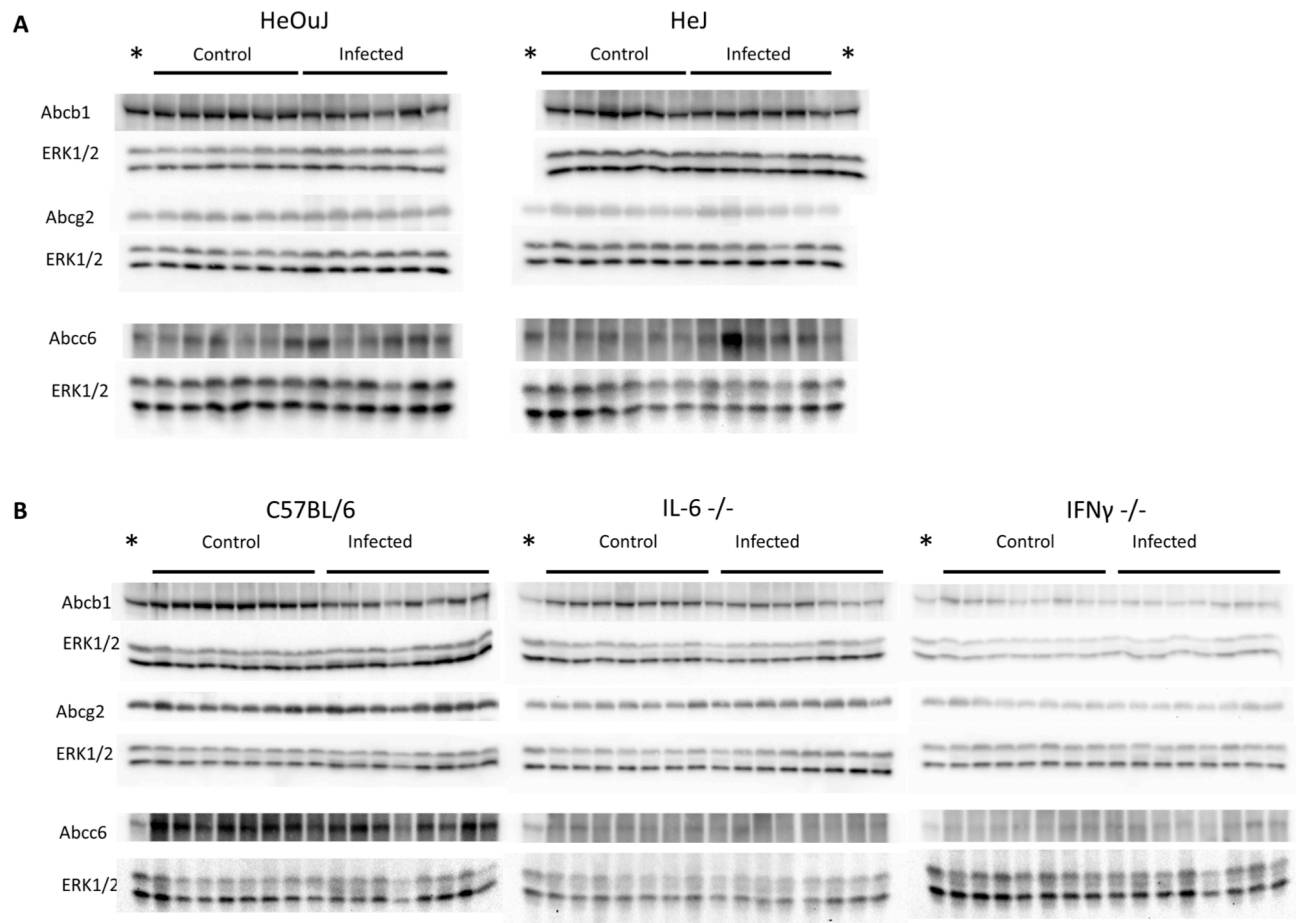 A
HeOuJ
HeJ
* Control Infected
* Control Infected *
Abcb1
ERK1/2
Abcg2
ERK1/2
Abcc6
ERK1/2
B
C57BL/6
IL-6 -/-
IFNγ -/-
* Control Infected
* Control Infected
* Control Infected
Abcb1
ERK1/2
Abcg2
ERK1/2
Abcc6
ERK1/2